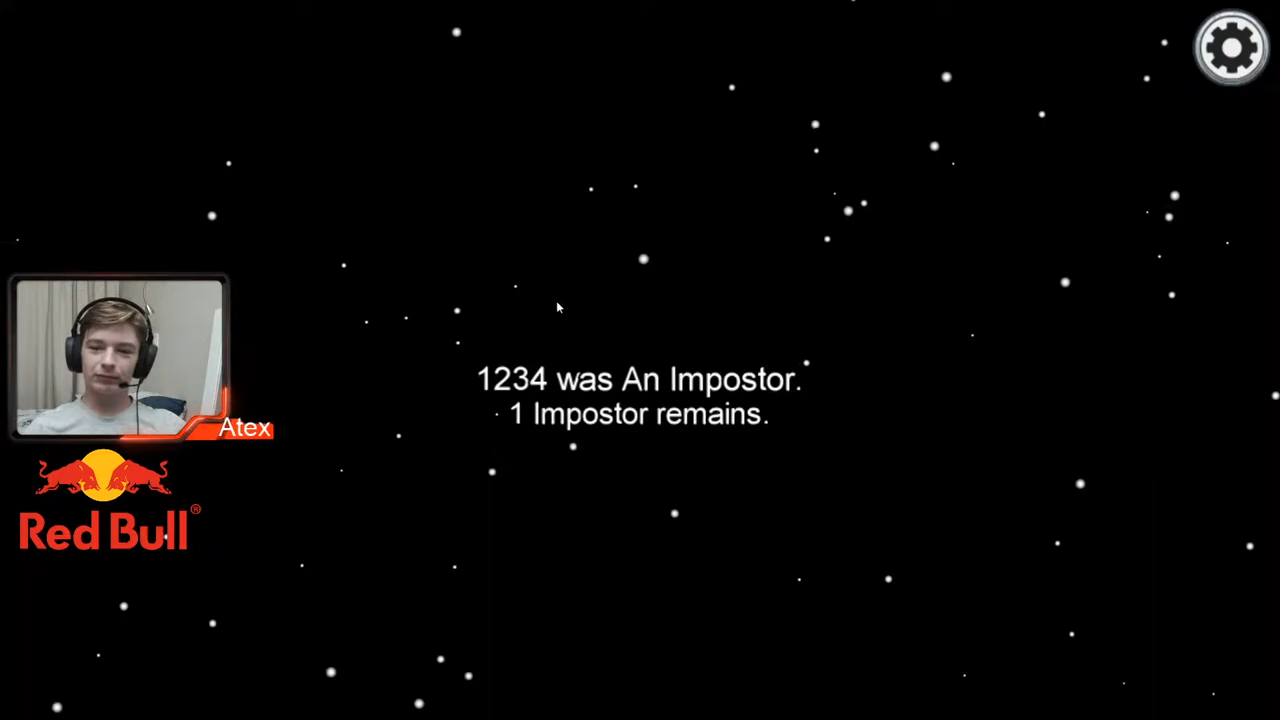 1234 was An Impostor.
1 Impostor remains.
Atex
Red Bull®